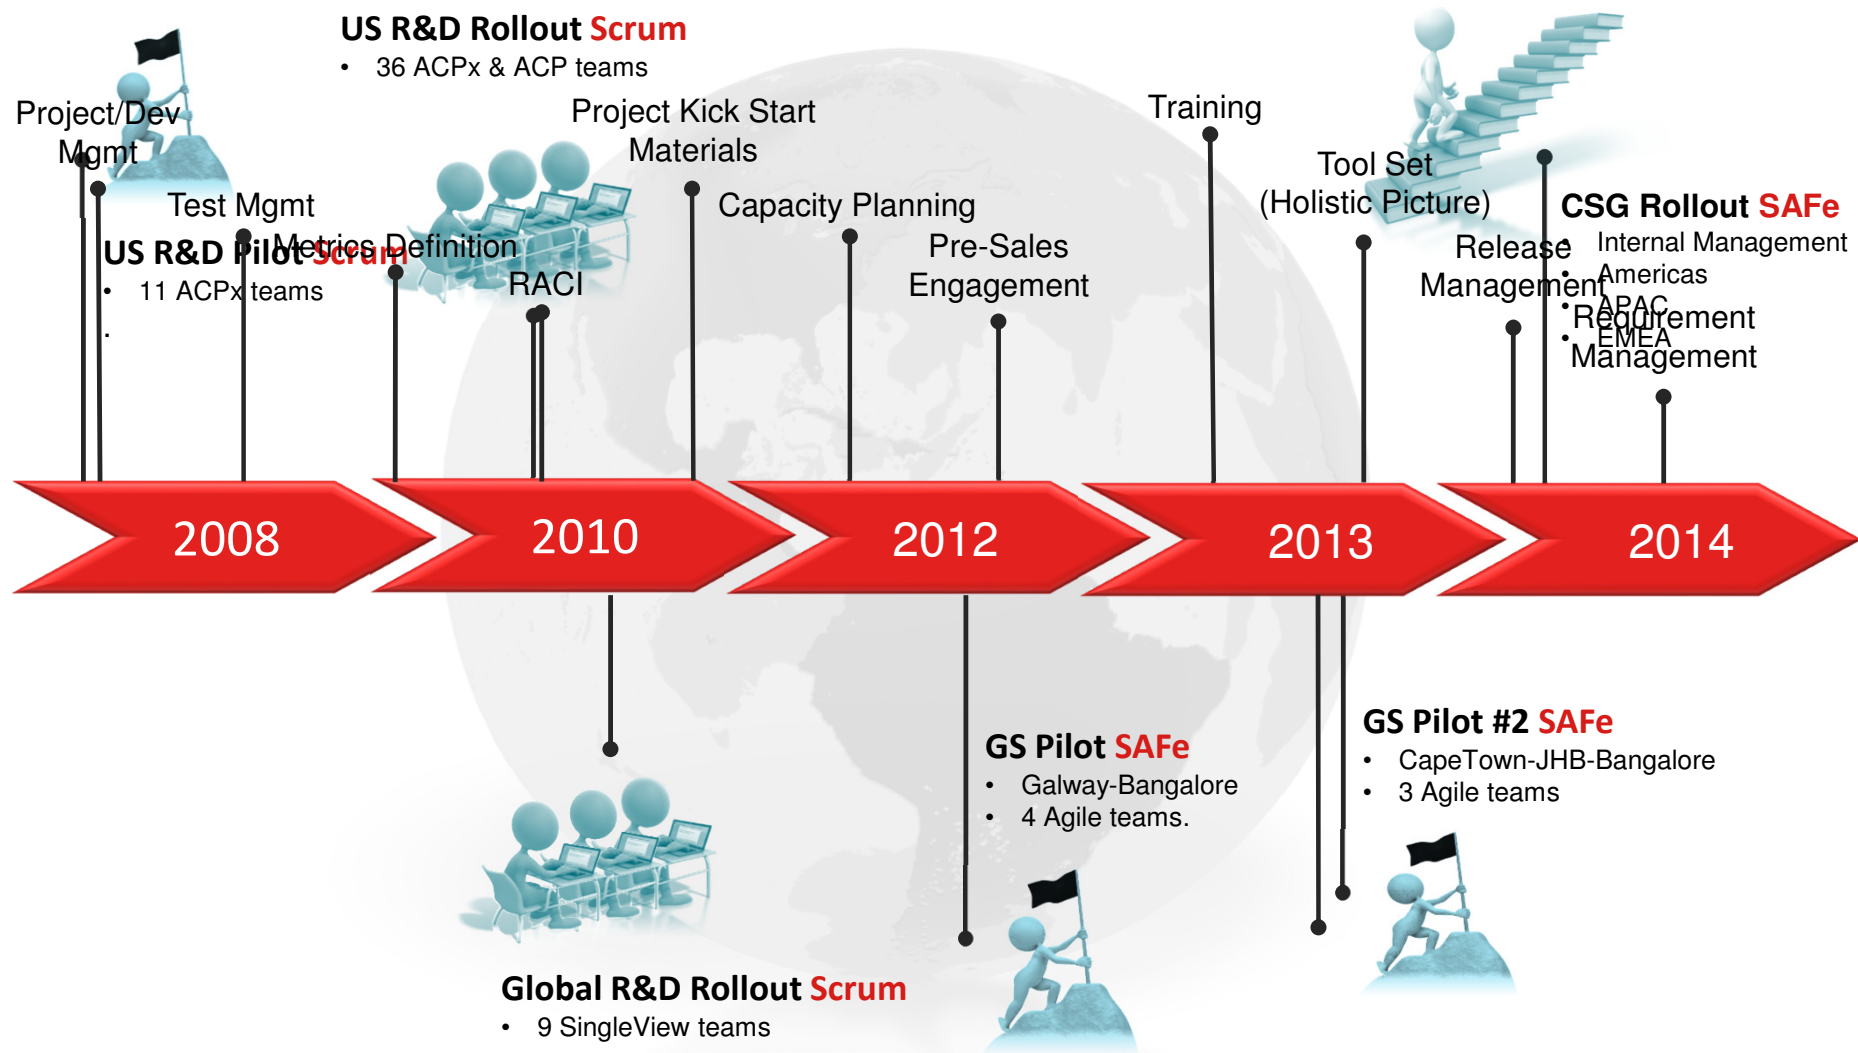 US R&D Rollout Scrum
• 36 ACPx & ACP teams
Project/Dev
Mgmt
Test Mgmt
US R&D Pilot Scrum
• 11 ACPx teams
.
Metrics Definition
RACI
Project Kick Start
Materials
Capacity Planning
Pre-Sales
Engagement
Training
Tool Set
(Holistic Picture)
Release
Management
CSG Rollout SAFe
• Internal Management
• Americas
• APAC
• EMEA
Requirement
Management
2008
2010
2012
2013
2014
GS Pilot SAFe
• Galway-Bangalore
• 4 Agile teams.
GS Pilot #2 SAFe
• CapeTown-JHB-Bangalore
• 3 Agile teams
Global R&D Rollout Scrum
• 9 SingleView teams